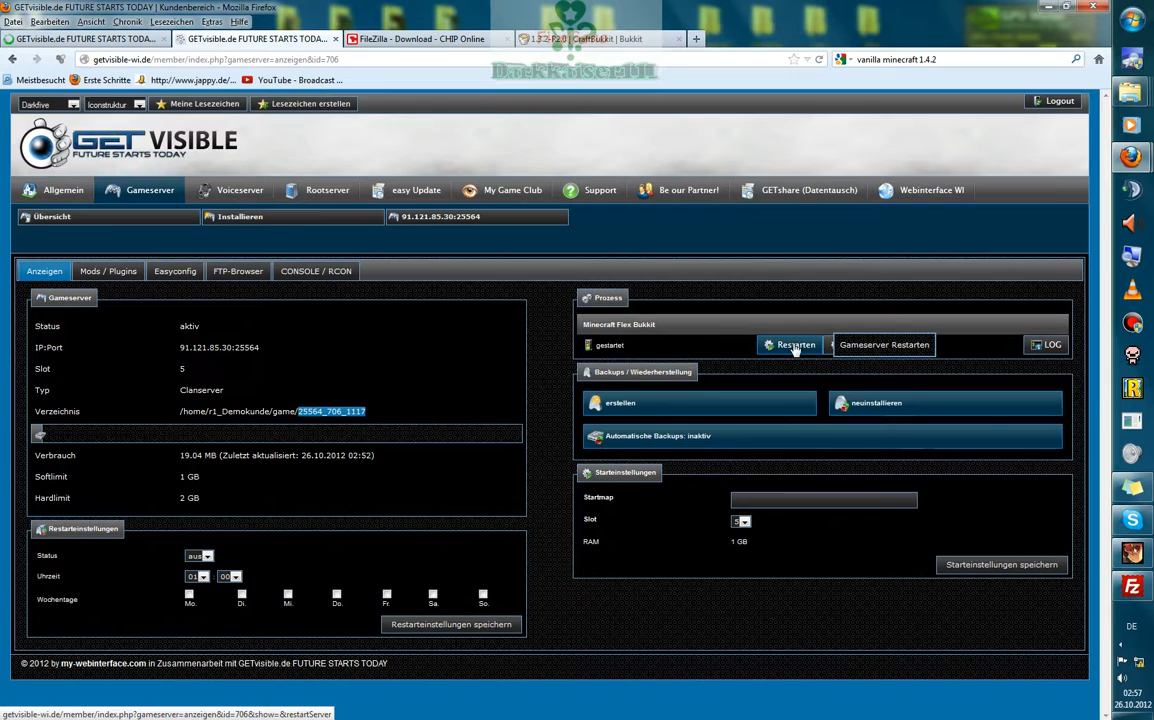 GETvisible.de FUTURE STARTS TODAY | Kundenbereich - Mozilla Firefox
Datei Bearbeiten Ansicht Chronik Lesezeichen Extras Hilfe
GETvisible.de FUTURE STARTS TODAY | K... GETvisible.de FUTURE STARTS TODAY... FileZilla - Download - CHIP Online 1.3.2-R2.0 | CraftBukkit | Bukkit
getvisible-wi.de/member/index.php?gameserver=anzeigen&id=706 vanilla minecraft 1.4.2
Meistbesucht Erste Schritte http://www.jappy.de/ YouTube - Broadcast ...
Darkfive Iconstruktur Meine Lesezeichen Lesezeichen erstellen Logout
GET VISIBLE
FUTURE STARTS TODAY
Allgemein Gameserver Voiceserver Rootserver easy Update My Game Club Support Be our Partner! GETshare (Datentausch) Webinterface WI
Übersicht Installieren 91.121.85.30:25564
Anzeigen Mods / Plugins Easyconfig FTP-Browser CONSOLE / RCON
Gameserver
Status aktiv
IP:Port 91.121.85.30:25564
Slot 5
Typ Clanserver
Verzeichnis /home/r1_Demokunde/game/25564_706_1117
Verbrauch 19.04 MB (Zuletzt aktualisiert: 26.10.2012 02:52)
Softlimit 1 GB
Hardlimit 2 GB
Restarteinstellungen
Status aus
Uhrzeit 01 : 00
Wochentage Mo. Di. Mi. Do. Fr. Sa. So.
Restarteinstellungen speichern
Prozess
Minecraft Flex Bukkit
gestartet Restarten Gameserver Restarten LOG
Backups / Wiederherstellung
erstellen neuinstallieren
Automatische Backups: inaktiv
Starteinstellungen
Startmap
Slot 5
RAM 1 GB
Starteinstellungen speichern
© 2012 by my-webinterface.com in Zusammenarbeit mit GETvisible.de FUTURE STARTS TODAY
getvisible-wi.de/member/index.php?gameserver=anzeigen&id=706&show=&restartServer
DE
02:57
26.10.2012